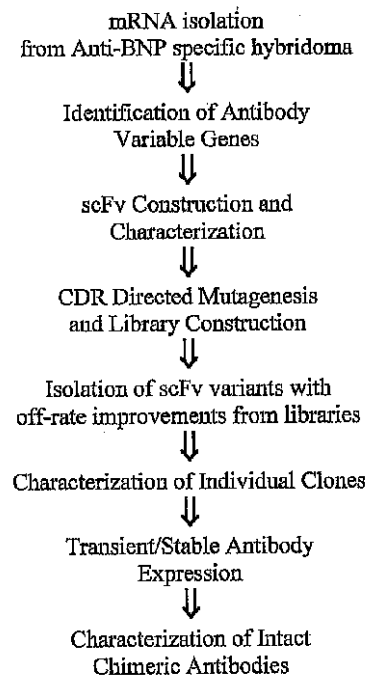 mRNA isolation
from Anti-BNP specific hybridoma
Identification of Antibody
Variable Genes
scFv Construction and
Characterization
CDR Directed Mutagenesis
and Library Construction
Isolation of scFv variants with
off-rate improvements from libraries
Characterization of Individual Clones
Transient/Stable Antibody
Expression
Characterization of Intact
Chimeric Antibodies